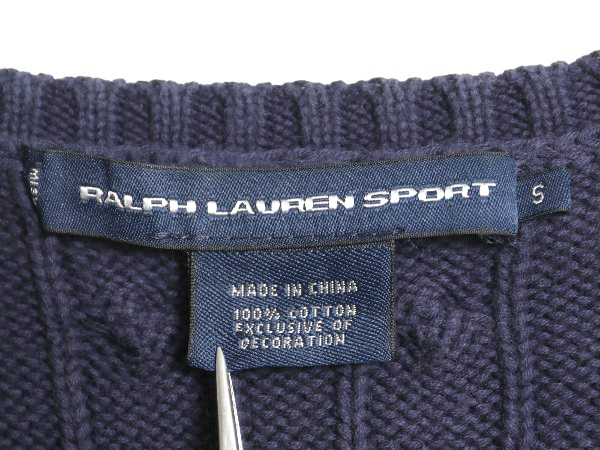 RALPH LAUREN SPORT
S
MADE IN CHINA
100% COTTON
EXCLUSIVE OF
DECORATION